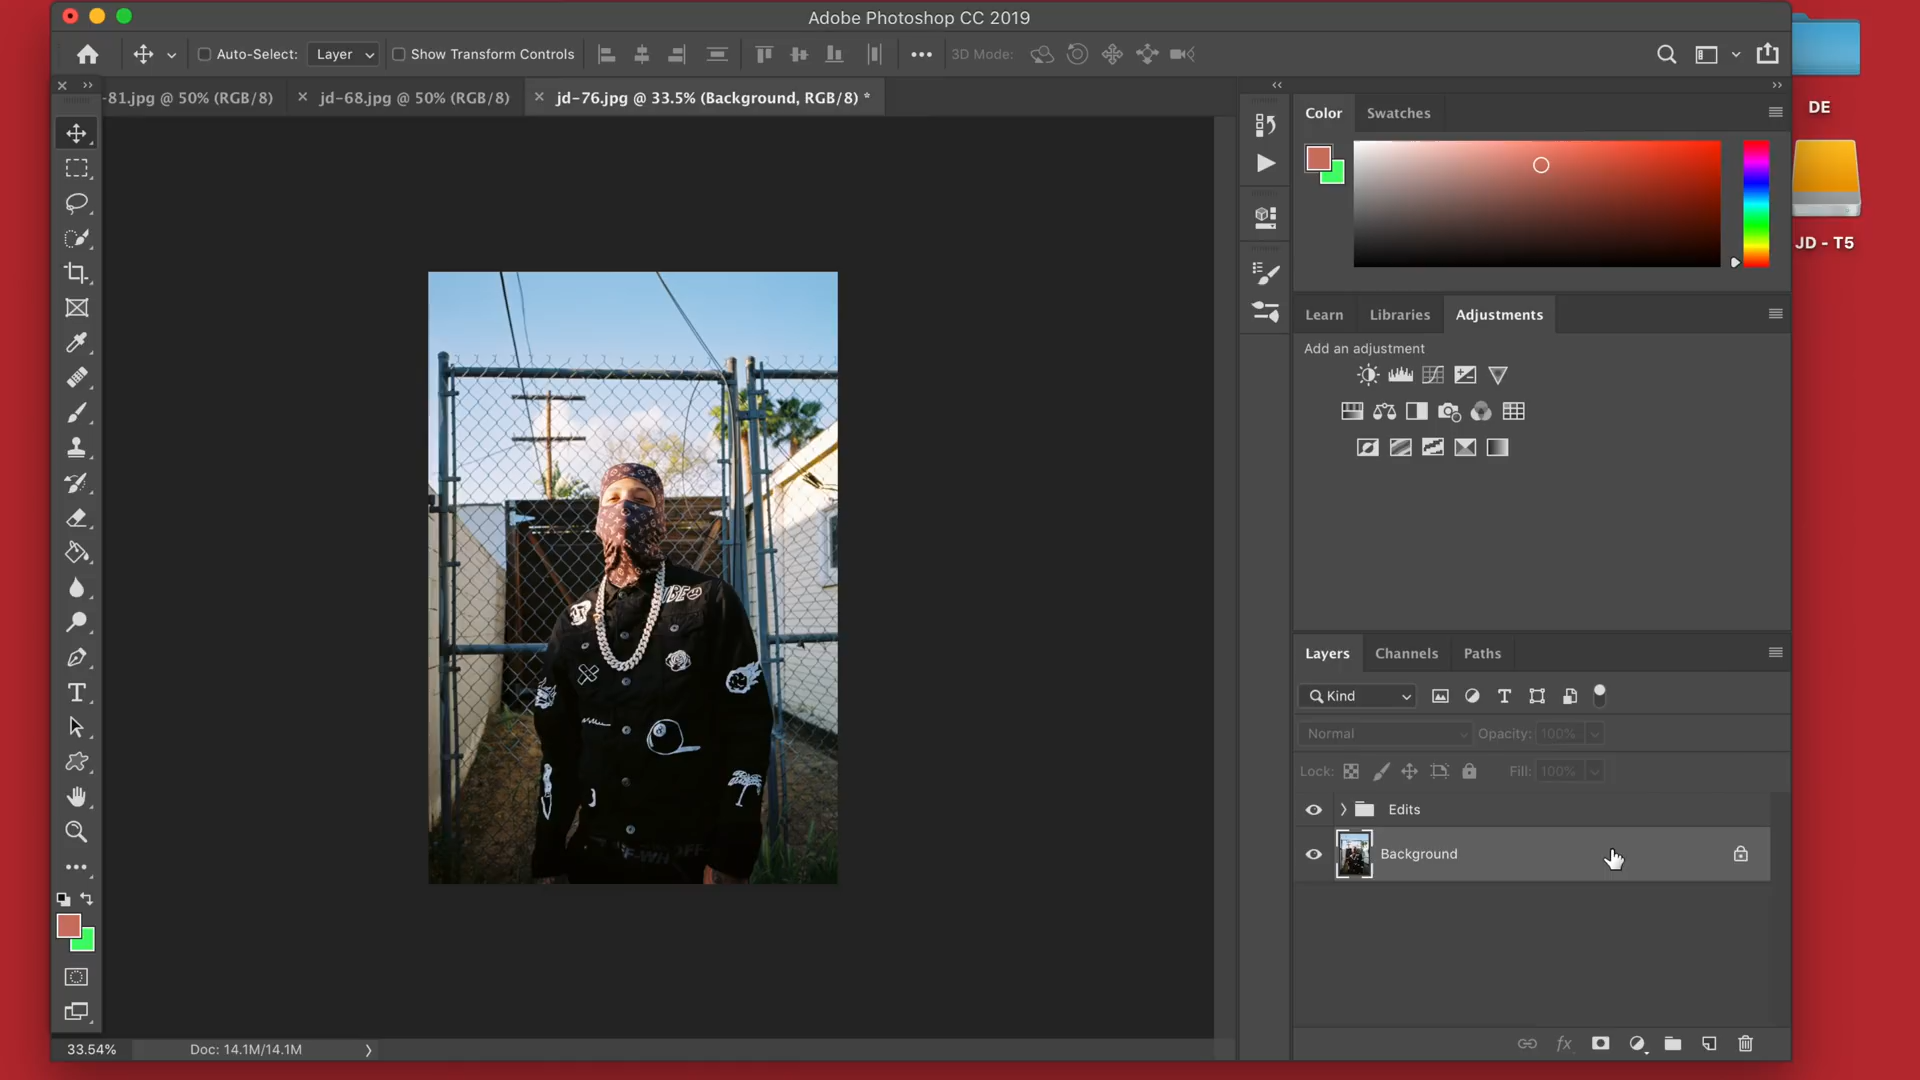 Adobe Photoshop CC 2019
Auto-Select: Layer Show Transform Controls 3D Mode:
-81.jpg @ 50% (RGB/8) jd-68.jpg @ 50% (RGB/8) jd-76.jpg @ 33.5% (Background, RGB/8) *
Color Swatches
DE
JD - T5
Learn Libraries Adjustments
Add an adjustment
Layers Channels Paths
Kind
Normal Opacity: 100%
Lock: Fill: 100%
Edits
Background
33.54% Doc: 14.1M/14.1M